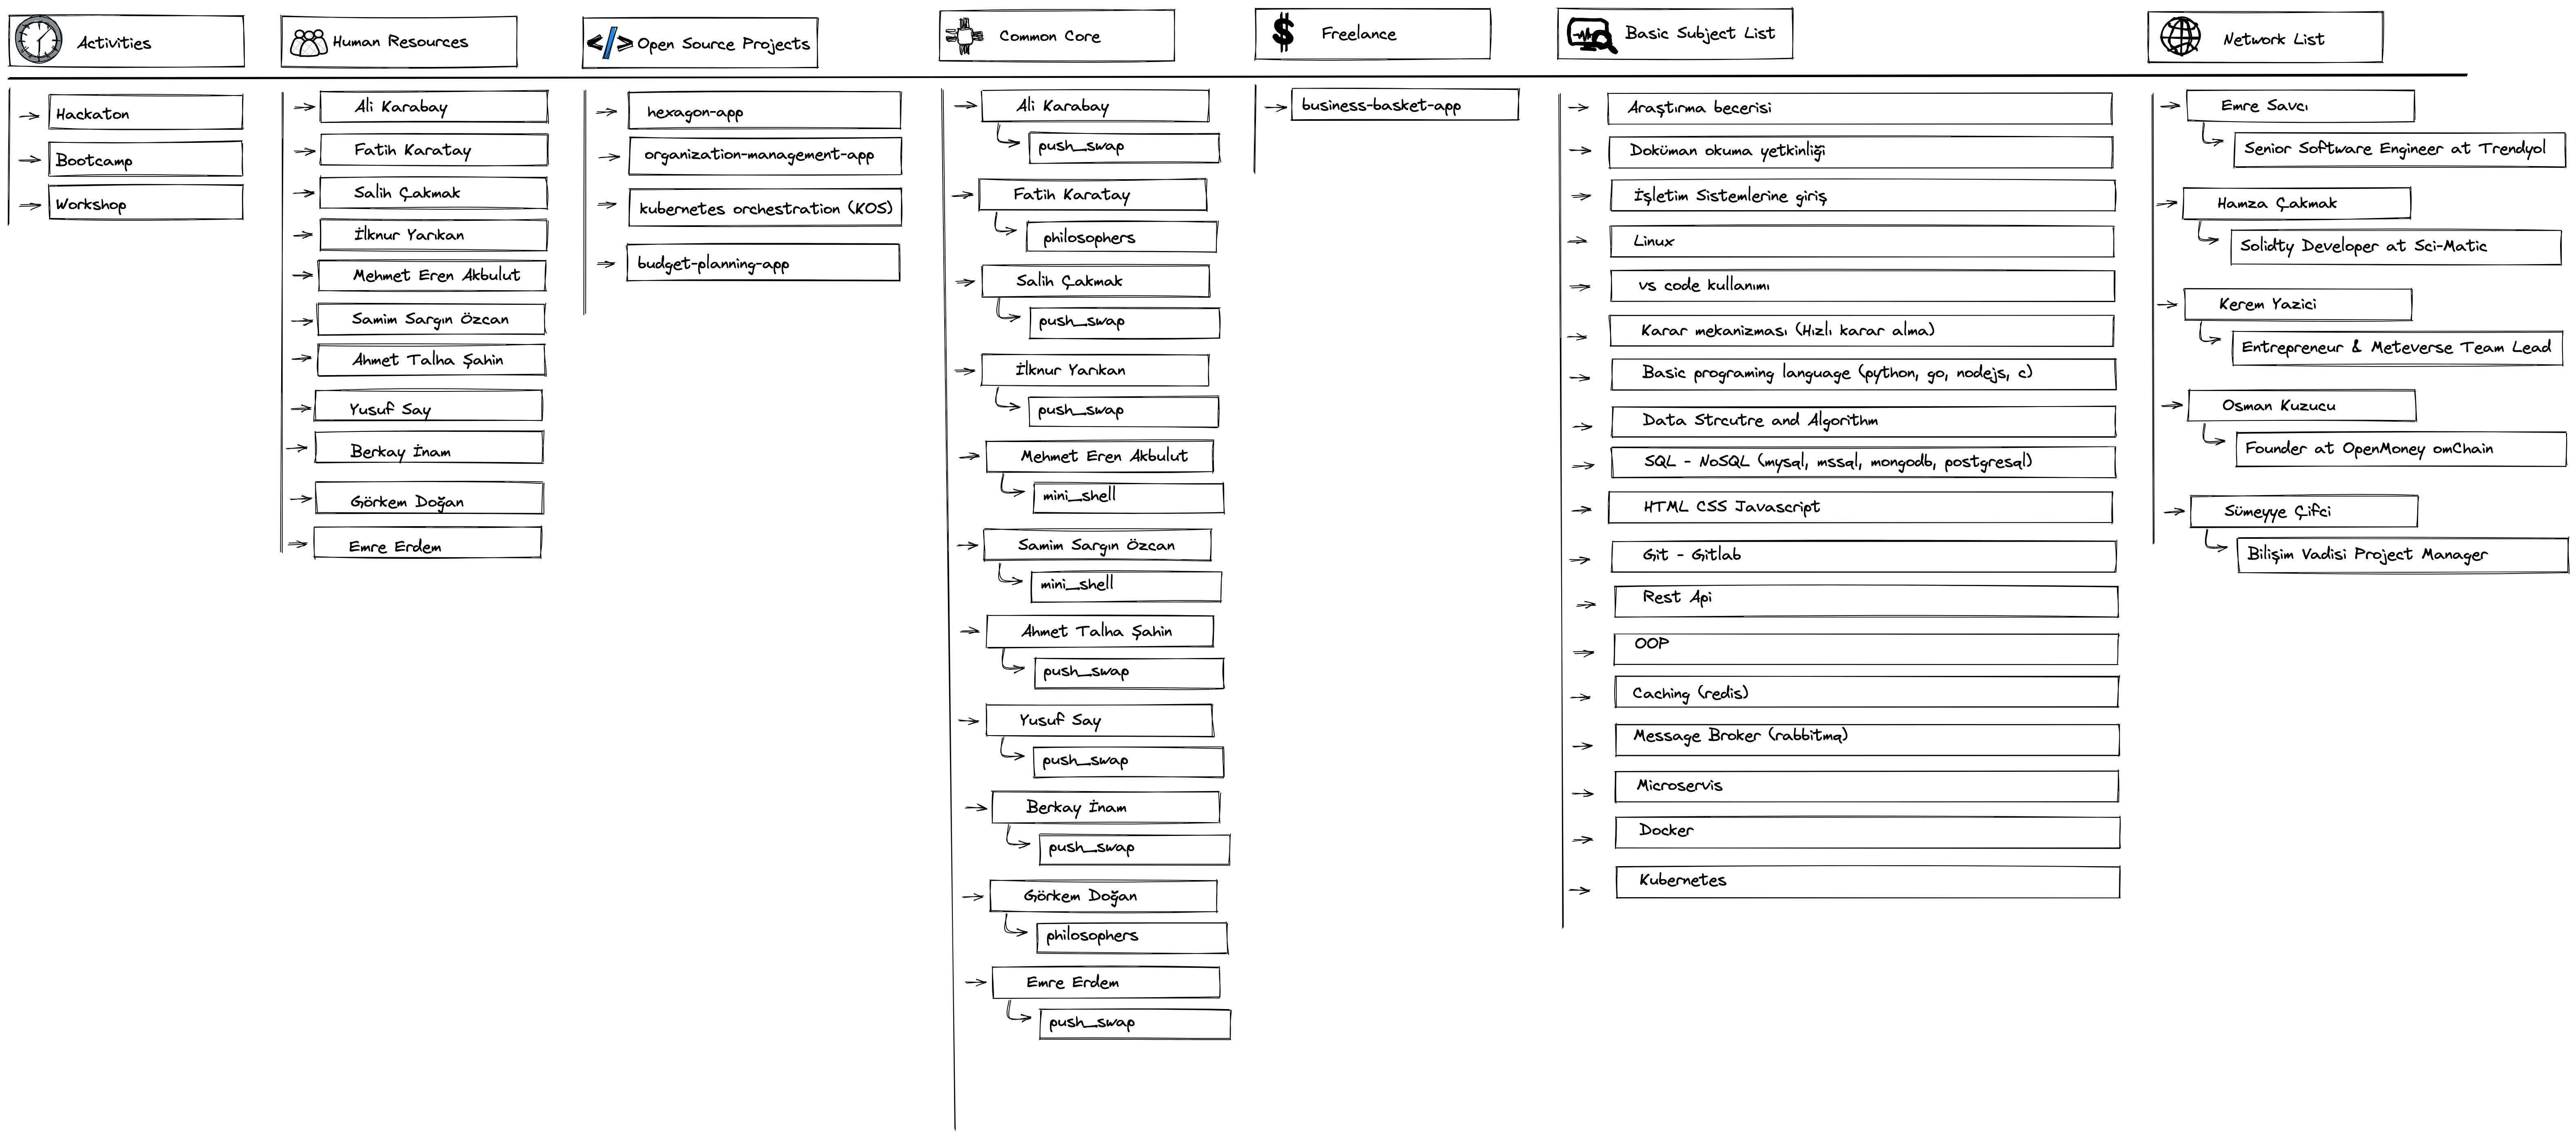 Activities
Hackaton
Bootcamp
Workshop
Human Resources
Ali Karabay
Fatih Karatay
Salih Çakmak
İlknur Yarıkan
Mehmet Eren Akbulut
Samim Sargın Özcan
Ahmet Talha Şahin
Yusuf Say
Berkay İnam
Görkem Doğan
Emre Erdem
</> Open Source Projects
hexagon-app
organization-management-app
kubernetes orchestration (KOS)
budget-planning-app
Common Core
Ali Karabay
push_swap
Fatih Karatay
philosophers
Salih Çakmak
push_swap
İlknur Yarıkan
push_swap
Mehmet Eren Akbulut
mini_shell
Samim Sargın Özcan
mini_shell
Ahmet Talha Şahin
push_swap
Yusuf Say
push_swap
Berkay İnam
push_swap
Görkem Doğan
philosophers
Emre Erdem
push_swap
$ Freelance
business-basket-app
Basic Subject List
Araştırma becerisi
Doküman okuma yetkinliği
İşletim Sistemlerine giriş
Linux
vs code kullanımı
Karar mekanizması (Hızlı karar alma)
Basic programing language (python, go, nodejs, c)
Data Strcutre and Algorithm
SQL - NoSQL (mysql, mssql, mongodb, postgresql)
HTML CSS Javascript
Git - Gitlab
Rest Api
OOP
Caching (redis)
Message Broker (rabbitmq)
Microservis
Docker
Kubernetes
Network List
Emre Savcı
Senior Software Engineer at Trendyol
Hamza Çakmak
Solidty Developer at Sci-Matic
Kerem Yazici
Entrepreneur & Meteverse Team Lead
Osman Kuzucu
Founder at OpenMoney omChain
Sümeyye Çifci
Bilişim Vadisi Project Manager